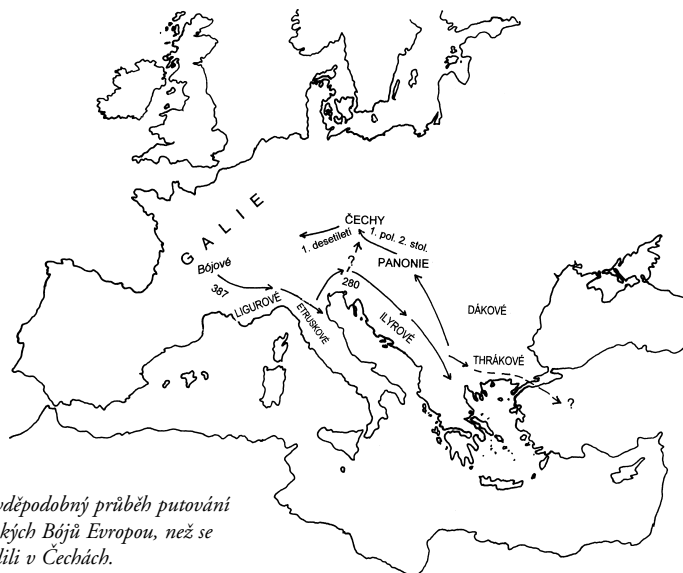 ČECHY
1. desetiletí
1. pol. 2. stol.
GALIE
?
PANONIE
Bójové
387
280
LIGUROVÉ
ETRUSKOVÉ
ILYROVÉ
DÁKOVÉ
THRÁKOVÉ
?
vděpodobný průběh putování
kých Bójů Evropou, než se
dili v Čechách.